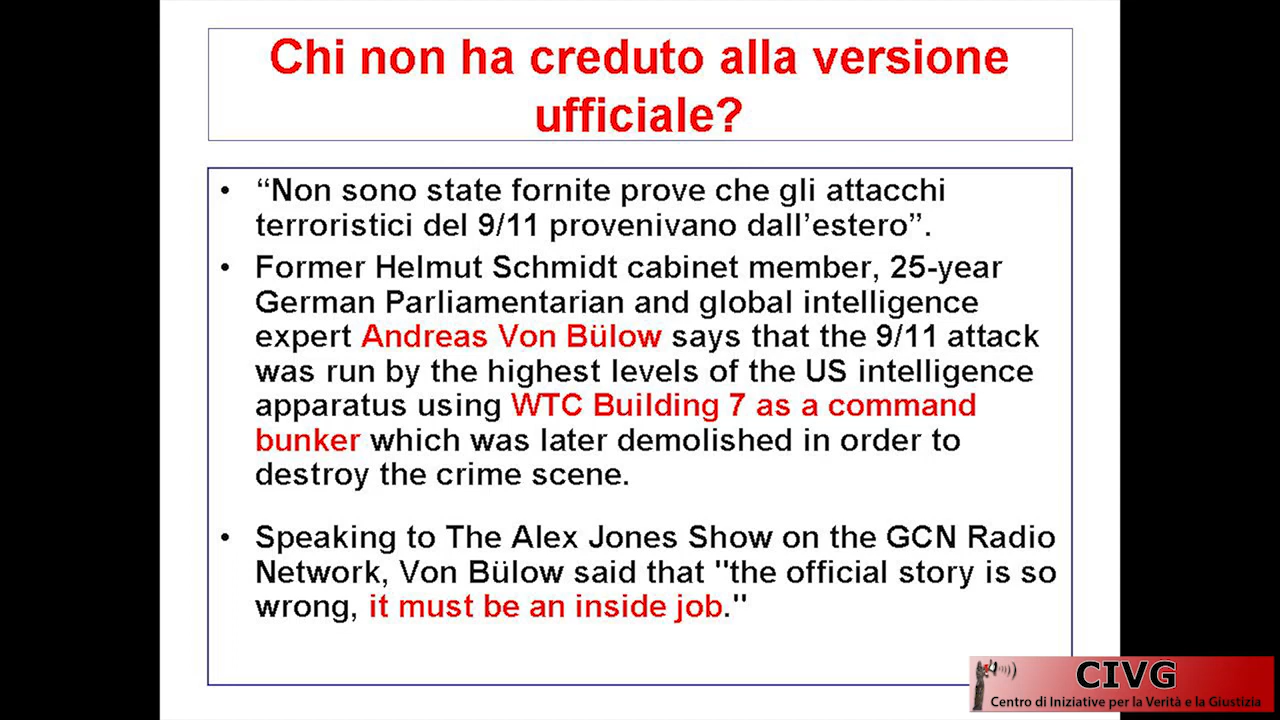 Chi non ha creduto alla versione
ufficiale?
• “Non sono state fornite prove che gli attacchi
terroristici del 9/11 provenivano dall’estero”.
• Former Helmut Schmidt cabinet member, 25-year
German Parliamentarian and global intelligence
expert Andreas Von Bülow says that the 9/11 attack
was run by the highest levels of the US intelligence
apparatus using WTC Building 7 as a command
bunker which was later demolished in order to
destroy the crime scene.
• Speaking to The Alex Jones Show on the GCN Radio
Network, Von Bülow said that "the official story is so
wrong, it must be an inside job."
CIVG
Centro di Iniziative per la Verità e la Giustizia